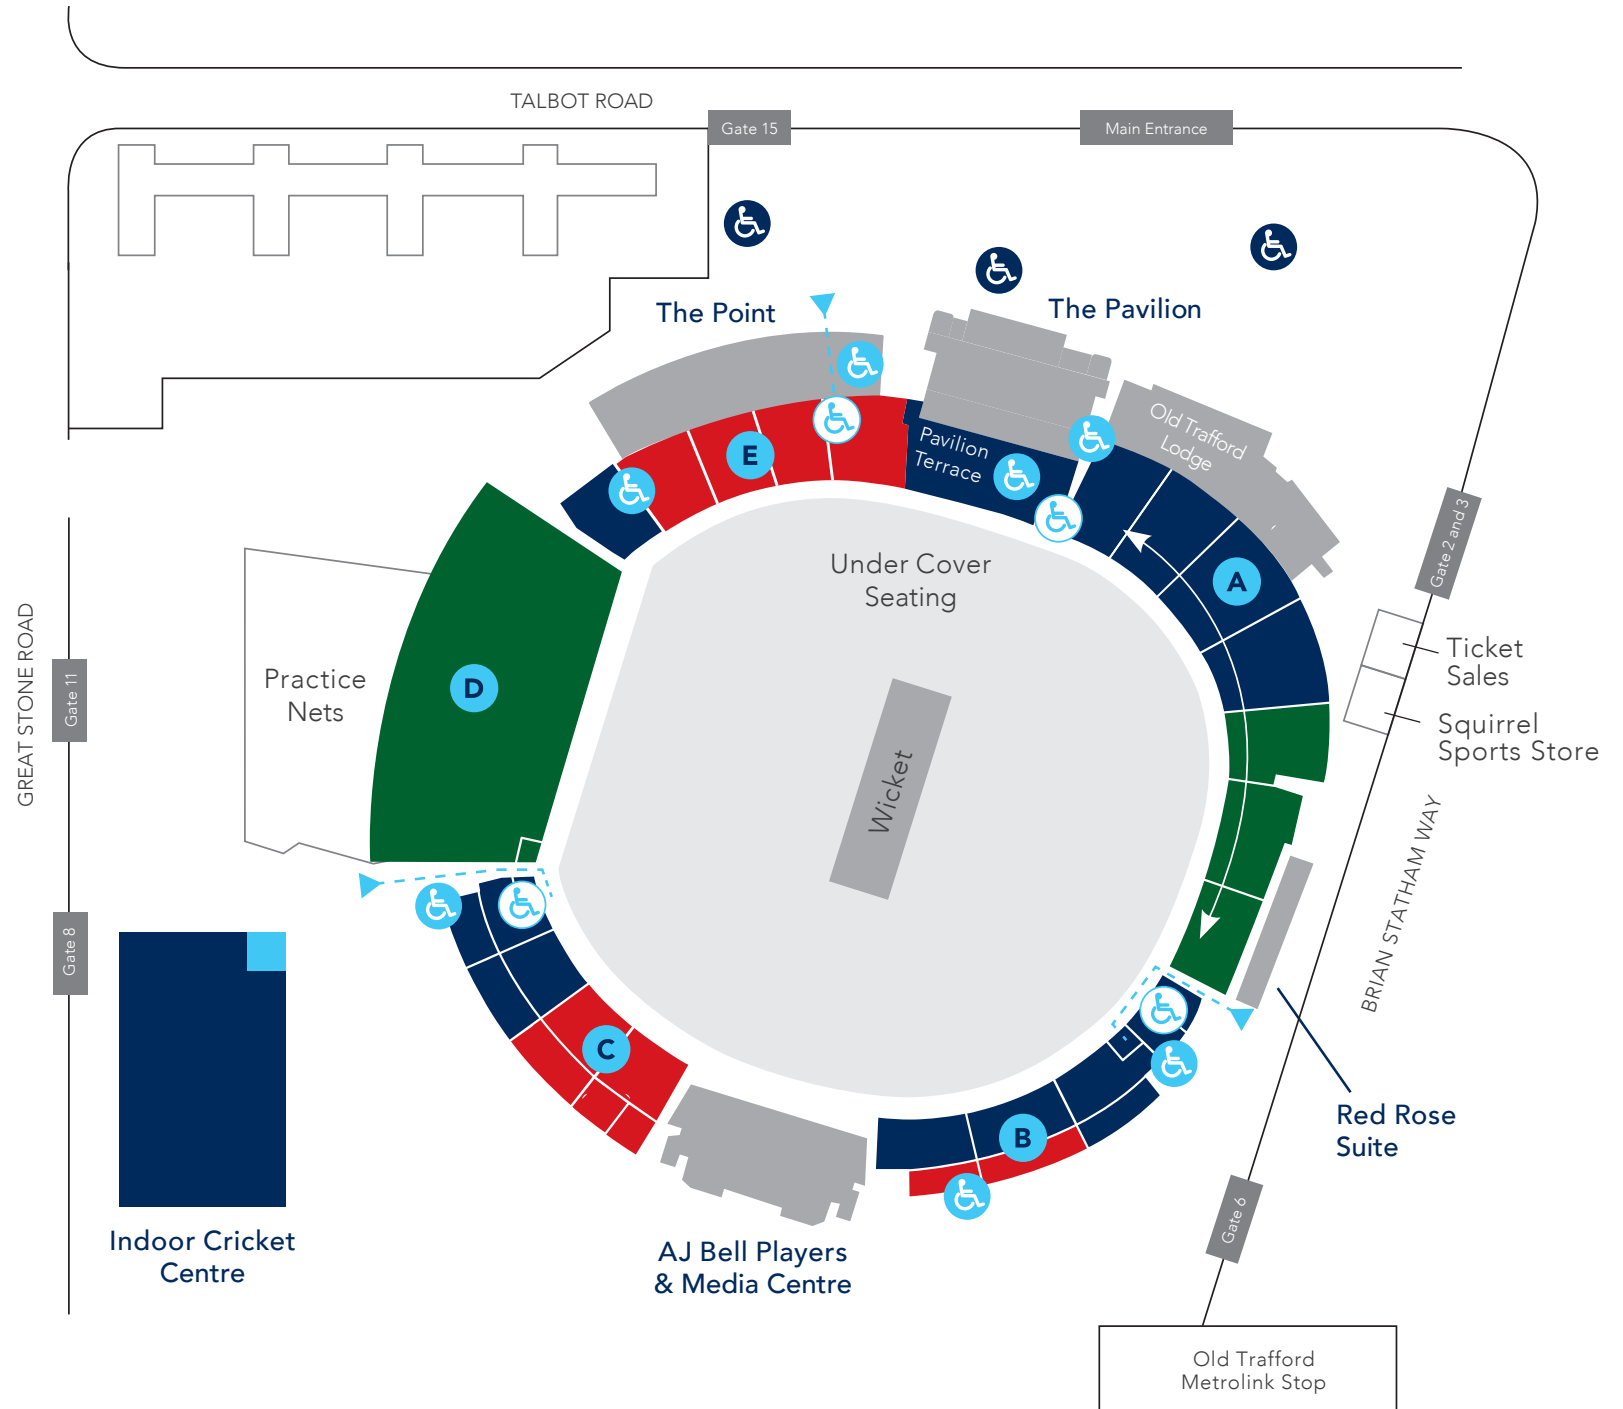 TALBOT ROAD
Gate 15
Main Entrance
The Point
The Pavilion
Old Trafford
Lodge
Pavilion
Terrace
E
A
Gate 2 and 3
Under Cover
Seating
Ticket
Sales
Squirrel
Sports Store
GREAT STONE ROAD
Gate 11
Practice
Nets
D
Wicket
BRIAN STATHAM WAY
Gate 8
C
B
Red Rose
Suite
Gate 6
Indoor Cricket
Centre
AJ Bell Players
& Media Centre
Old Trafford
Metrolink Stop